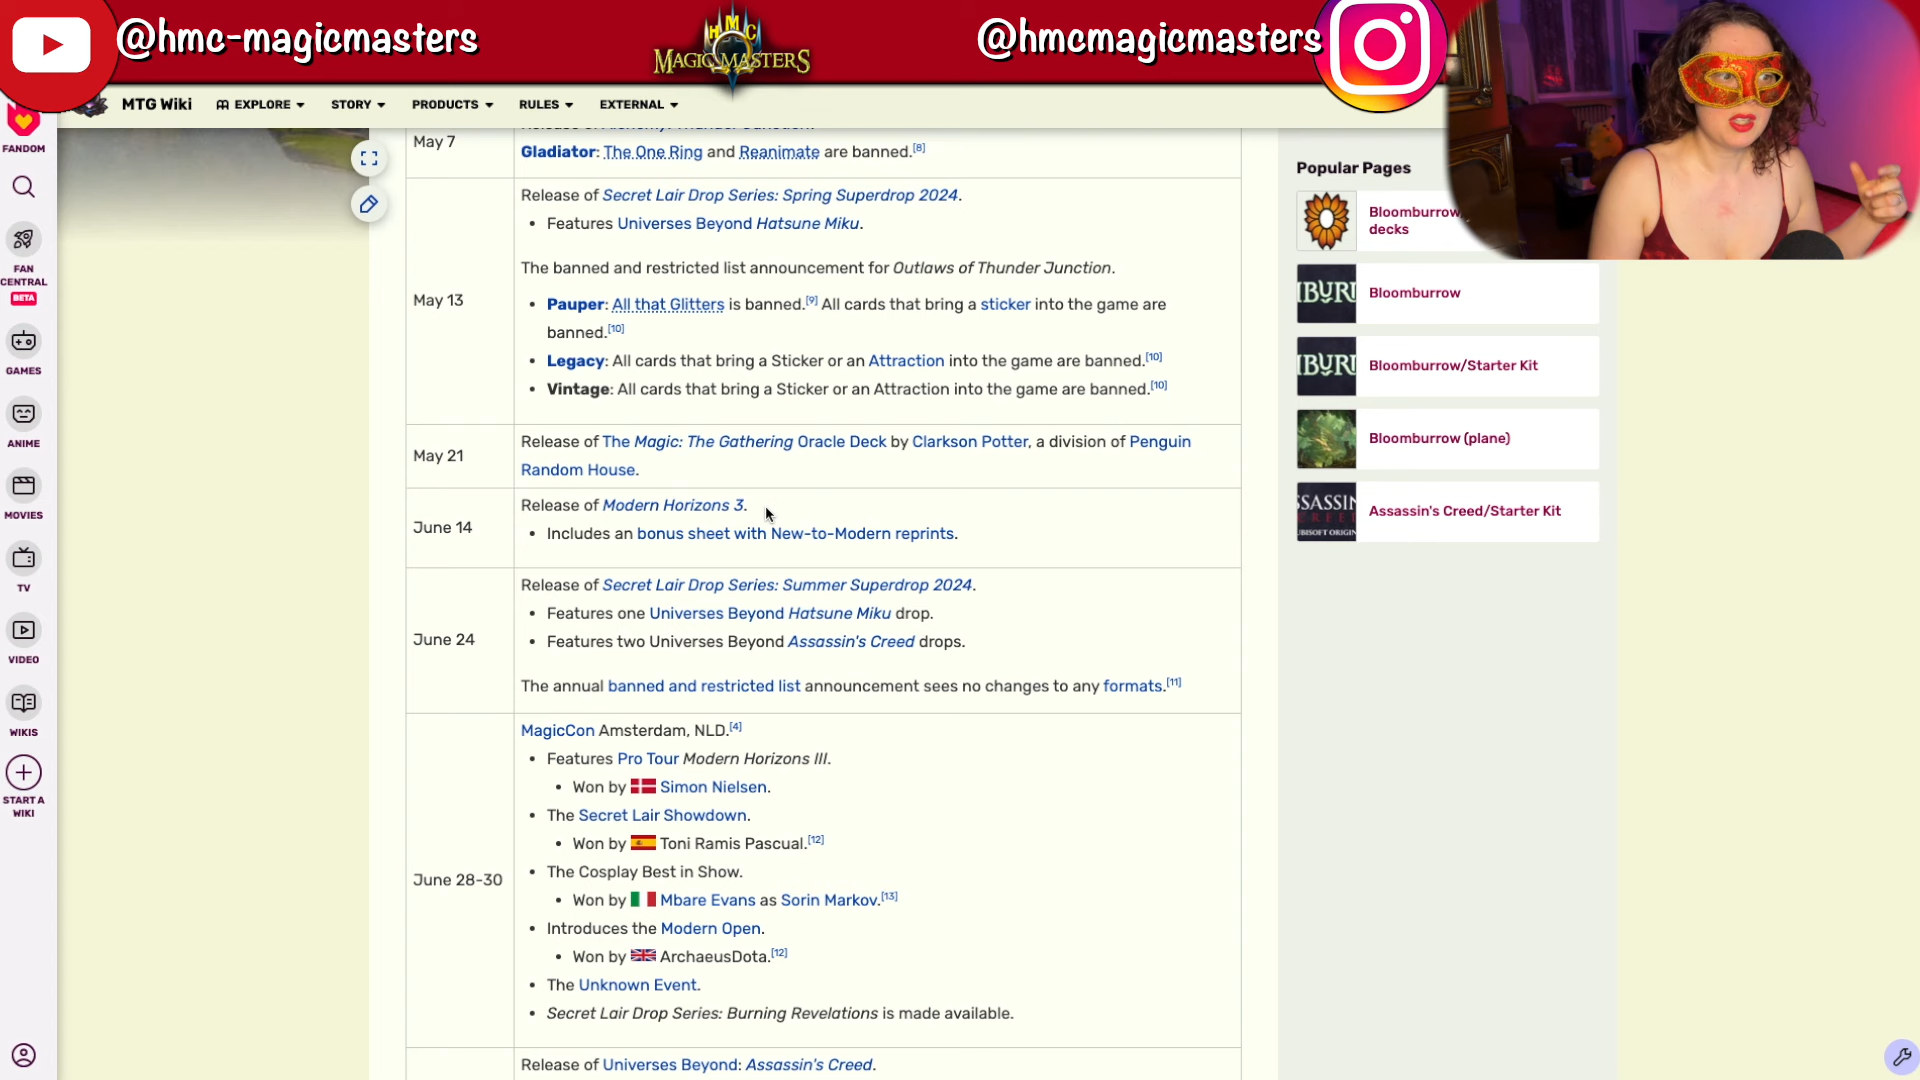 @hmc-magicmasters
HMC
MAGIC MASTERS
@hmcmagicmasters
MTG Wiki
EXPLORE
STORY
PRODUCTS
RULES
EXTERNAL
FANDOM
FAN CENTRAL
BETA
GAMES
ANIME
MOVIES
TV
VIDEO
WIKIS
START A WIKI
May 7
Gladiator: The One Ring and Reanimate are banned.[8]
May 13
Release of Secret Lair Drop Series: Spring Superdrop 2024.
• Features Universes Beyond Hatsune Miku.
The banned and restricted list announcement for Outlaws of Thunder Junction.
• Pauper: All that Glitters is banned.[9] All cards that bring a sticker into the game are
banned.[10]
• Legacy: All cards that bring a Sticker or an Attraction into the game are banned.[10]
• Vintage: All cards that bring a Sticker or an Attraction into the game are banned.[10]
May 21
Release of The Magic: The Gathering Oracle Deck by Clarkson Potter, a division of Penguin
Random House.
June 14
Release of Modern Horizons 3.
• Includes an bonus sheet with New-to-Modern reprints.
June 24
Release of Secret Lair Drop Series: Summer Superdrop 2024.
• Features one Universes Beyond Hatsune Miku drop.
• Features two Universes Beyond Assassin's Creed drops.
The annual banned and restricted list announcement sees no changes to any formats.[11]
June 28-30
MagicCon Amsterdam, NLD.[4]
• Features Pro Tour Modern Horizons III.
• Won by Simon Nielsen.
• The Secret Lair Showdown.
• Won by Toni Ramis Pascual.[12]
• The Cosplay Best in Show.
• Won by Mbare Evans as Sorin Markov.[13]
• Introduces the Modern Open.
• Won by ArchaeusDota.[12]
• The Unknown Event.
• Secret Lair Drop Series: Burning Revelations is made available.
Release of Universes Beyond: Assassin's Creed.
Popular Pages
Bloomburrow
decks
Bloomburrow
Bloomburrow/Starter Kit
Bloomburrow (plane)
Assassin's Creed/Starter Kit